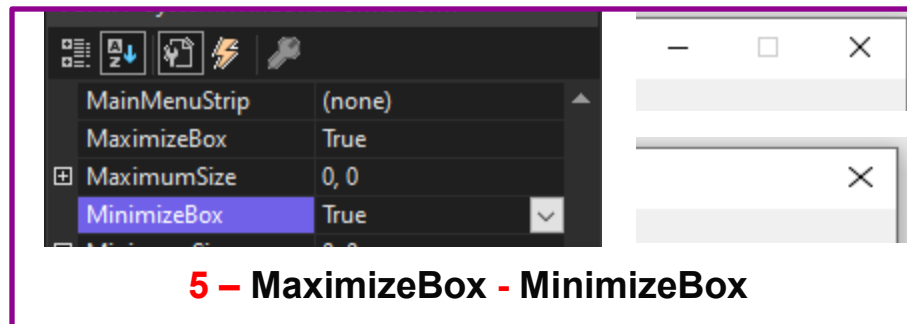 MainMenuStrip (none)
MaximizeBox True
MaximumSize 0, 0
MinimizeBox True
5 – MaximizeBox - MinimizeBox